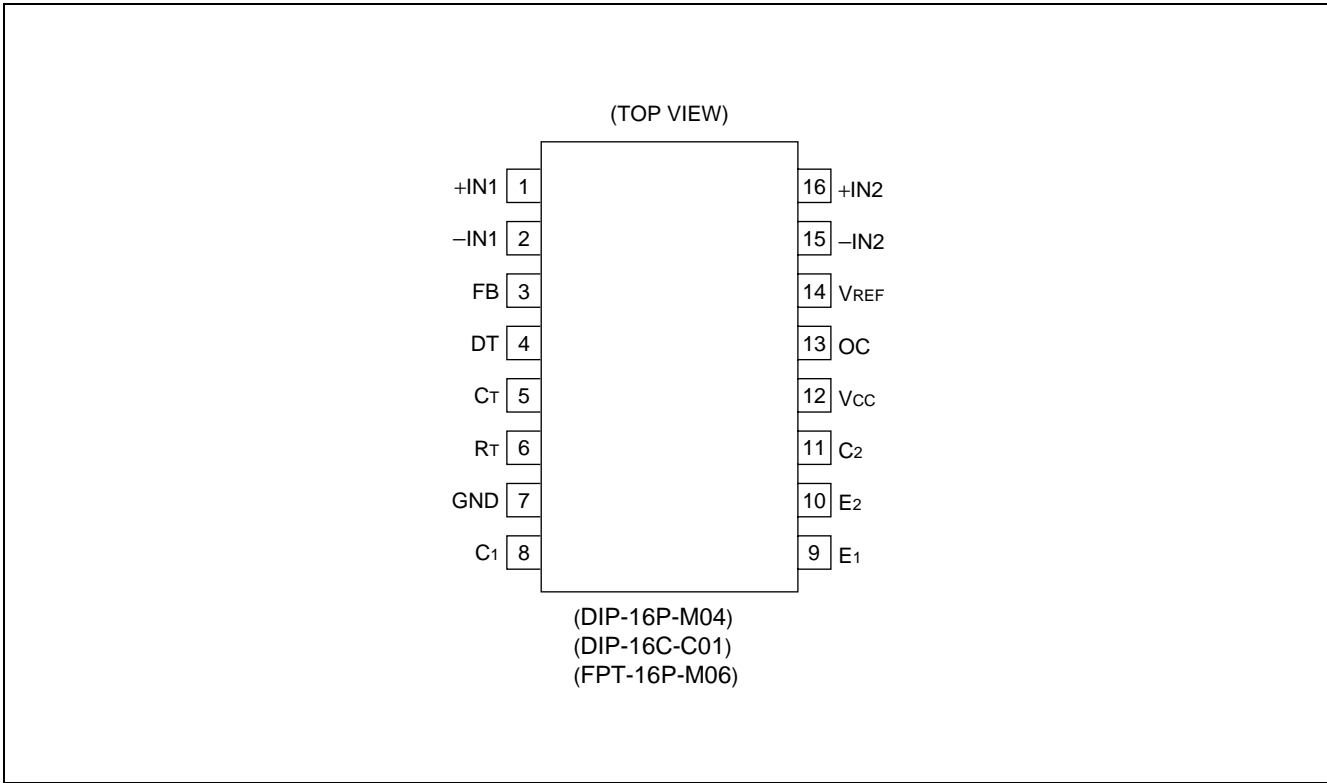 (TOP VIEW)
+IN1 1 16 +IN2
−IN1 2 15 −IN2
FB 3 14 VREF
DT 4 13 OC
CT 5 12 VCC
RT 6 11 C2
GND 7 10 E2
C1 8 9 E1
(DIP-16P-M04)
(DIP-16C-C01)
(FPT-16P-M06)